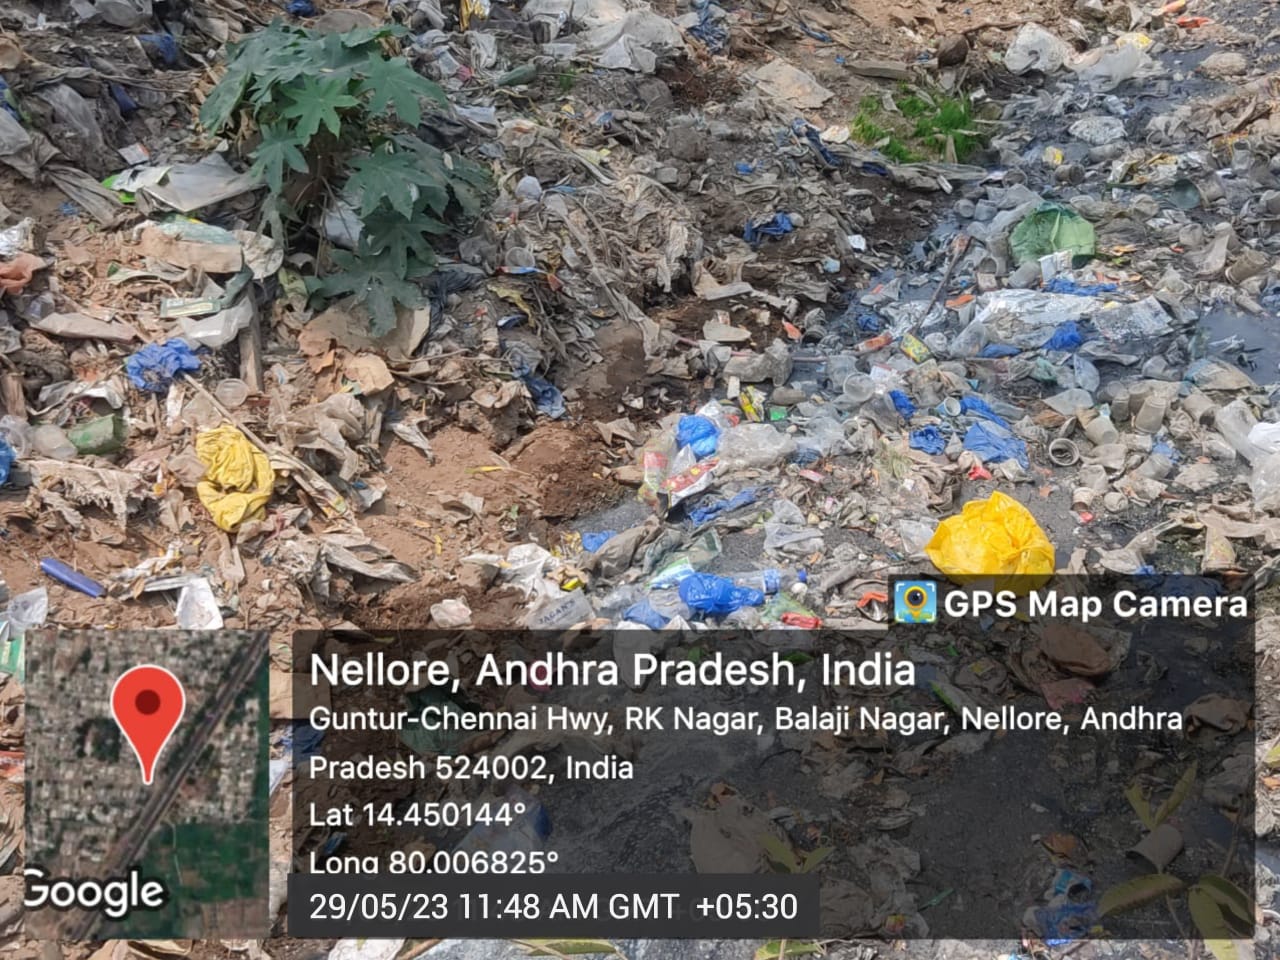 GPS Map Camera
Nellore, Andhra Pradesh, India
Guntur-Chennai Hwy, RK Nagar, Balaji Nagar, Nellore, Andhra
Pradesh 524002, India
Lat 14.450144°
Long 80.006825°
29/05/23 11:48 AM GMT +05:30
Google